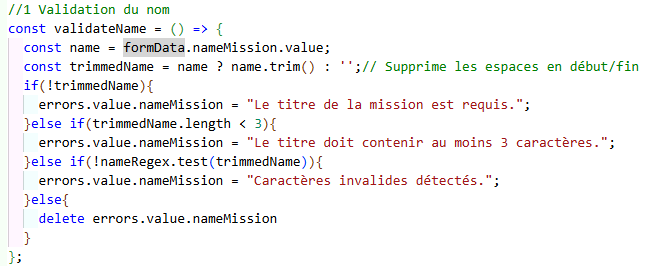 //1 Validation du nom
const validateName = () => {
  const name = formData.nameMission.value;
  const trimmedName = name ? name.trim() : '';// Supprime les espaces en début/fin
  if(!trimmedName){
    errors.value.nameMission = "Le titre de la mission est requis.";
  }else if(trimmedName.length < 3){
    errors.value.nameMission = "Le titre doit contenir au moins 3 caractères.";
  }else if(!nameRegex.test(trimmedName)){
    errors.value.nameMission = "Caractères invalides détectés.";
  }else{
    delete errors.value.nameMission
  }
};